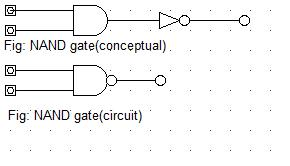 Fig: NAND gate(conceptual)
Fig: NAND gate(circuit)